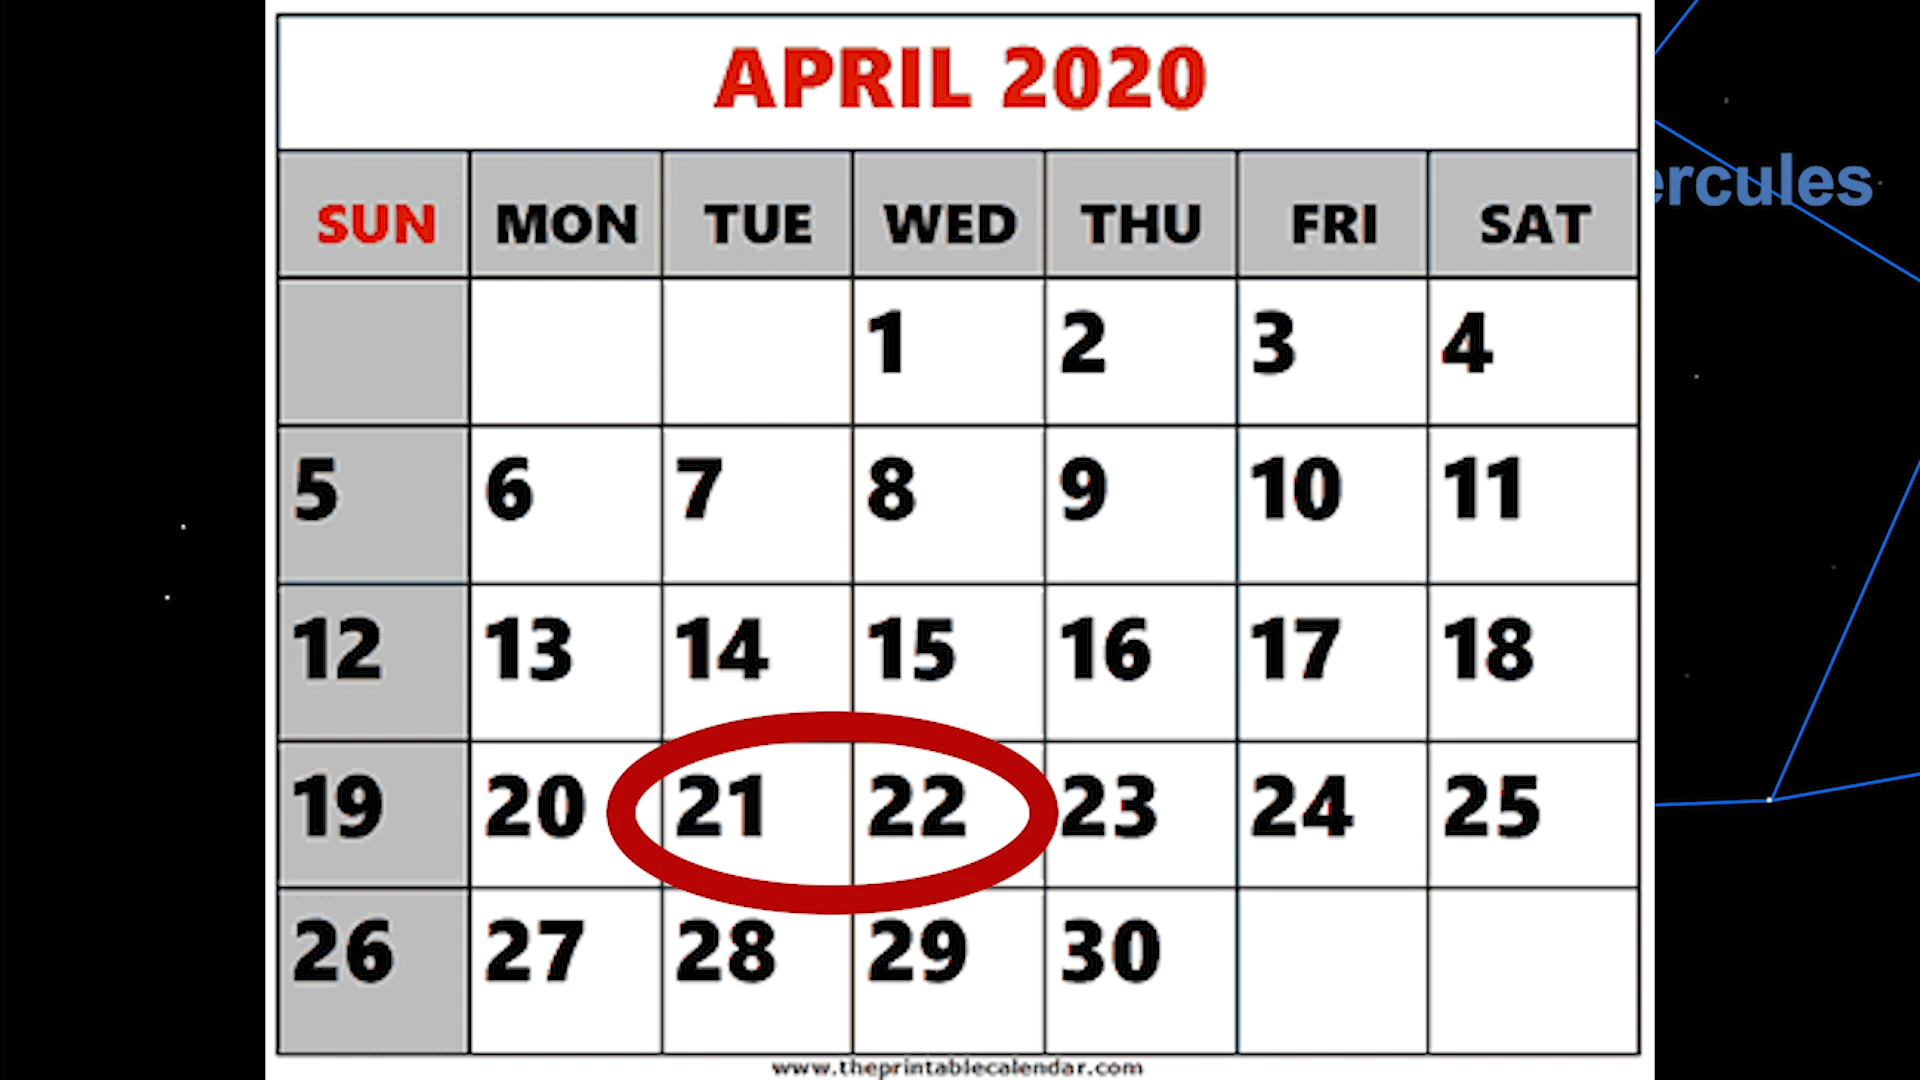 APRIL 2020
SUN MON TUE WED THU FRI SAT
1 2 3 4
5 6 7 8 9 10 11
12 13 14 15 16 17 18
19 20 21 22 23 24 25
26 27 28 29 30
www.theprintablecalendar.com
ercules